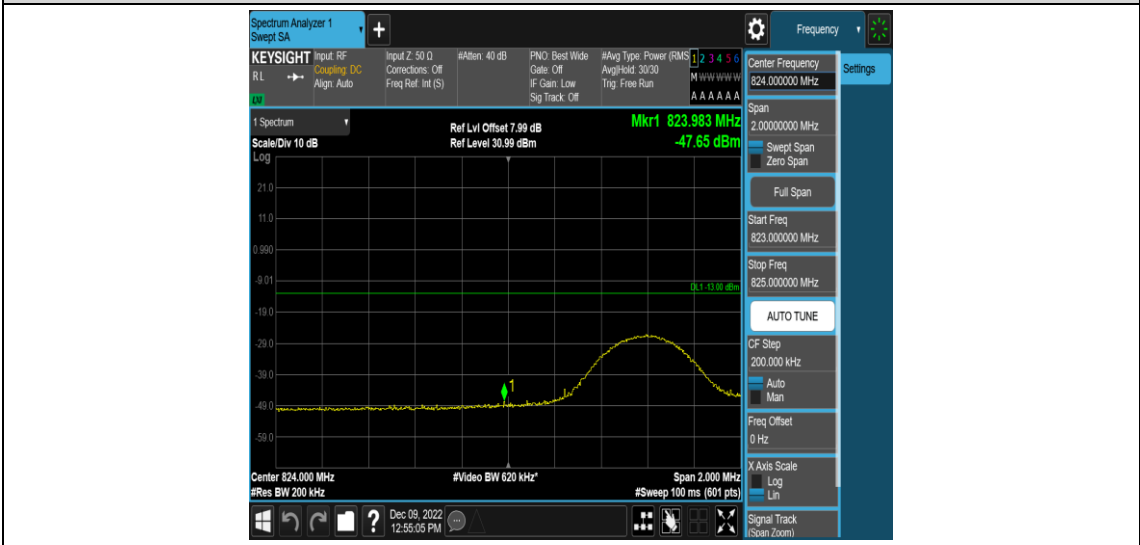 Spectrum Analyzer 1
Swept SA
+
Frequency
KEYSIGHT
RL
LXI
Input: RF
Coupling: DC
Align: Auto
Input Z: 50 Ω
Corrections: Off
Freq Ref: Int (S)
#Atten: 40 dB
PNO: Best Wide
Gate: Off
IF Gain: Low
Sig Track: Off
#Avg Type: Power (RMS
Avg|Hold: 30/30
Trig: Free Run
1 2 3 4 5 6
M W W W W W
A A A A A A
1 Spectrum
Scale/Div 10 dB
Log
Ref Lvl Offset 7.99 dB
Ref Level 30.99 dBm
Mkr1 823.983 MHz
-47.65 dBm
21.0
11.0
0.990
-9.01
DL1 -13.00 dBm
-19.0
-29.0
-39.0
1
-49.0
-59.0
Center 824.000 MHz
#Res BW 200 kHz
#Video BW 620 kHz*
Span 2.000 MHz
#Sweep 100 ms (601 pts)
?
Dec 09, 2022
12:55:05 PM
Center Frequency
824.000000 MHz
Settings
Span
2.00000000 MHz
Swept Span
Zero Span
Full Span
Start Freq
823.000000 MHz
Stop Freq
825.000000 MHz
AUTO TUNE
CF Step
200.000 kHz
Auto
Man
Freq Offset
0 Hz
X Axis Scale
Log
Lin
Signal Track
(Span Zoom)